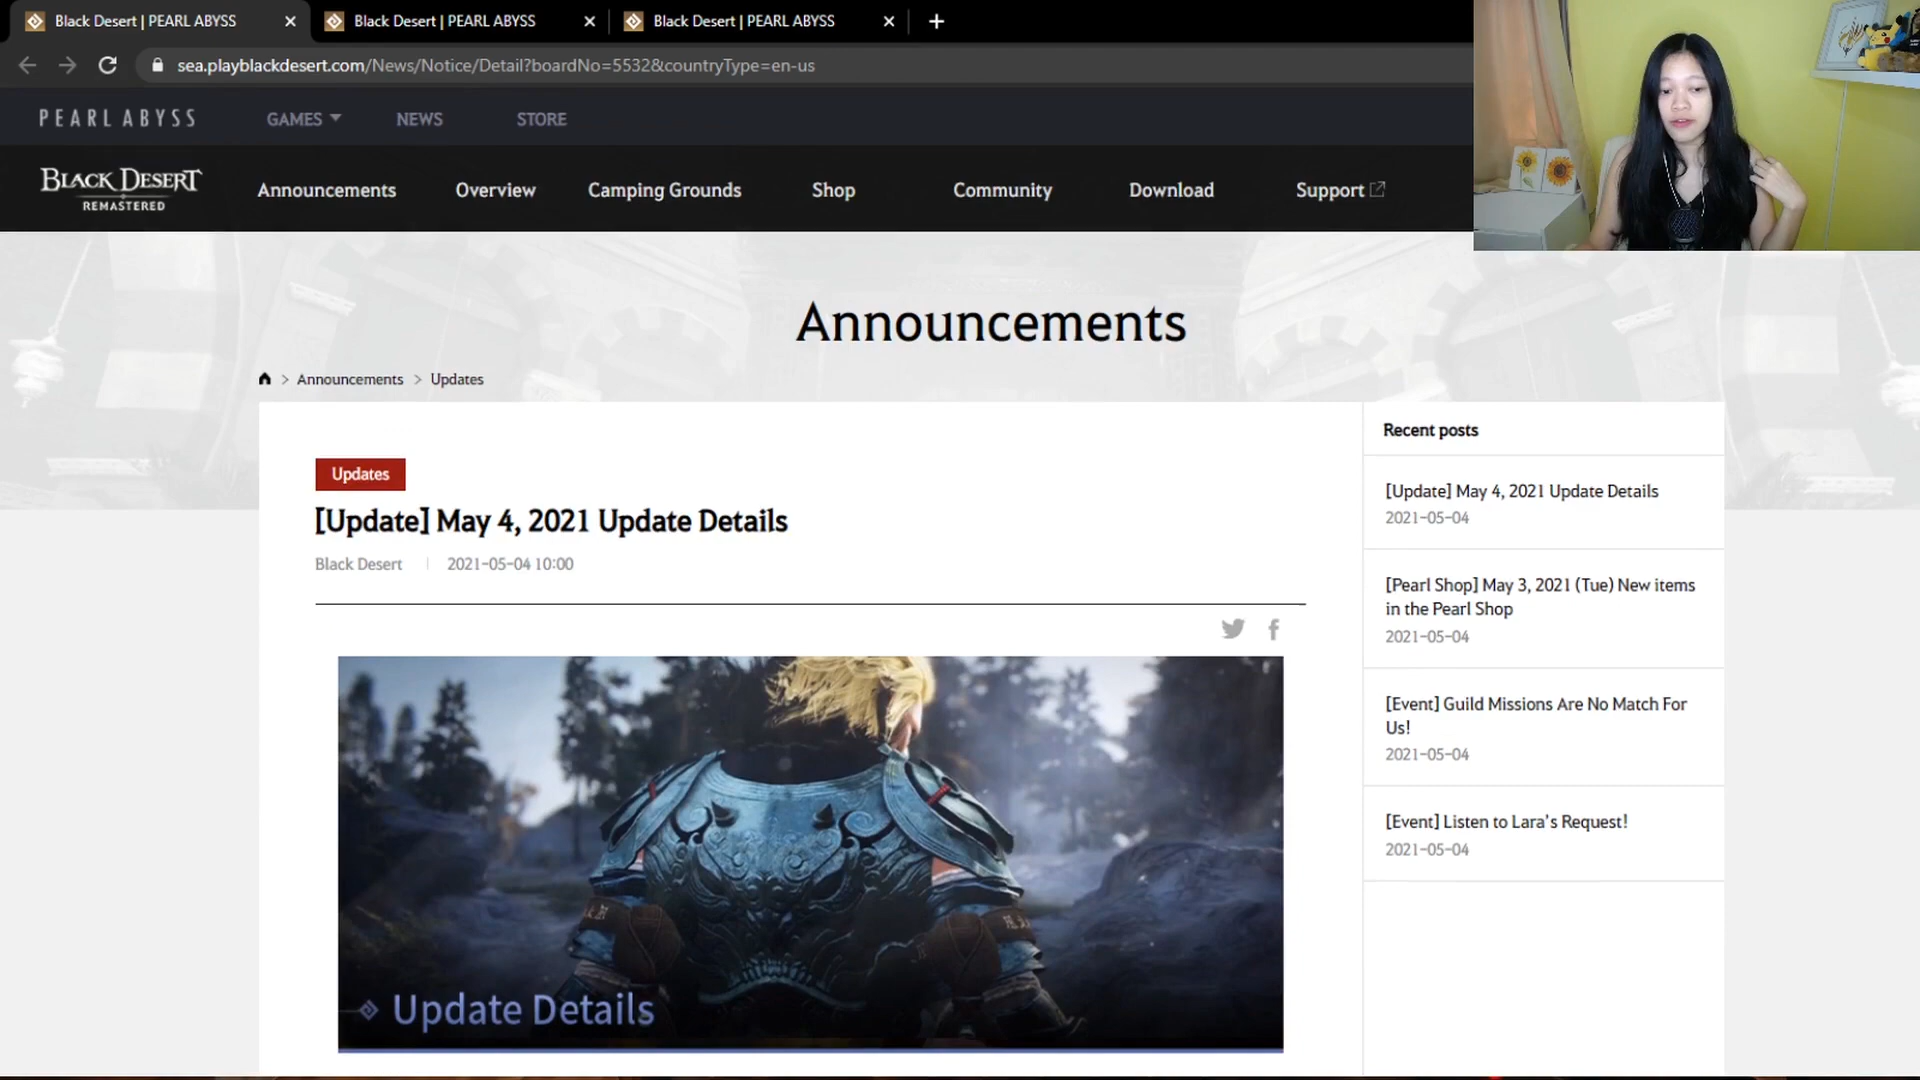 Black Desert | PEARL ABYSS
Black Desert | PEARL ABYSS
Black Desert | PEARL ABYSS
sea.playblackdesert.com/News/Notice/Detail?boardNo=5532&countryType=en-us
PEARL ABYSS
GAMES
NEWS
STORE
BLACK DESERT
REMASTERED
Announcements
Overview
Camping Grounds
Shop
Community
Download
Support
Announcements
Announcements > Updates
Updates
[Update] May 4, 2021 Update Details
Black Desert
2021-05-04 10:00
Update Details
Recent posts
[Update] May 4, 2021 Update Details
2021-05-04
[Pearl Shop] May 3, 2021 (Tue) New items
in the Pearl Shop
2021-05-04
[Event] Guild Missions Are No Match For
Us!
2021-05-04
[Event] Listen to Lara's Request!
2021-05-04